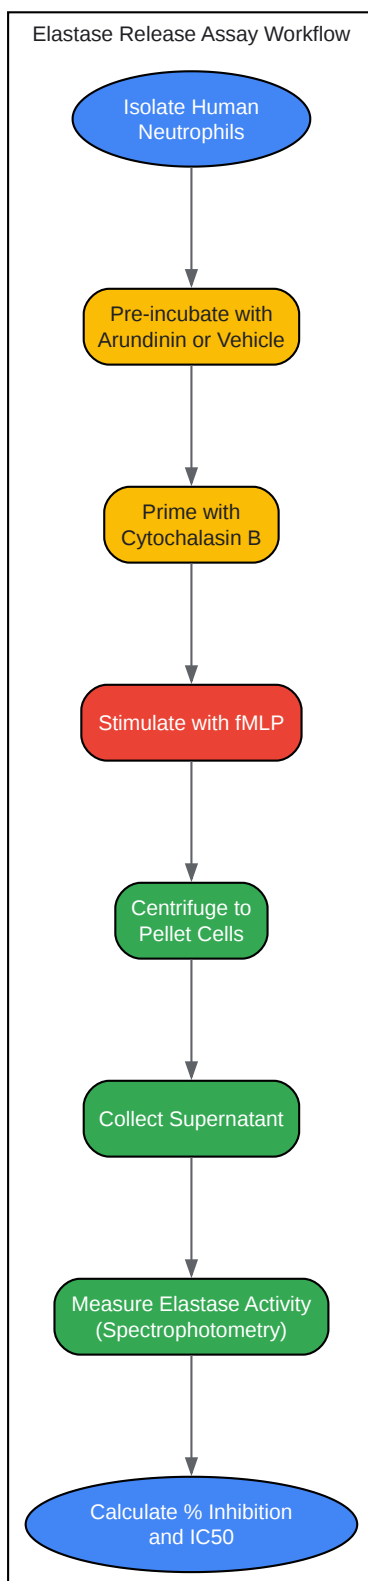 Elastase Release Assay Workflow
Isolate Human
Neutrophils
Pre-incubate with
Arundinin or Vehicle
Prime with
Cytochalasin B
Stimulate with fMLP
Centrifuge to
Pellet Cells
Collect Supernatant
Measure Elastase Activity
(Spectrophotometry)
Calculate % Inhibition
and IC50